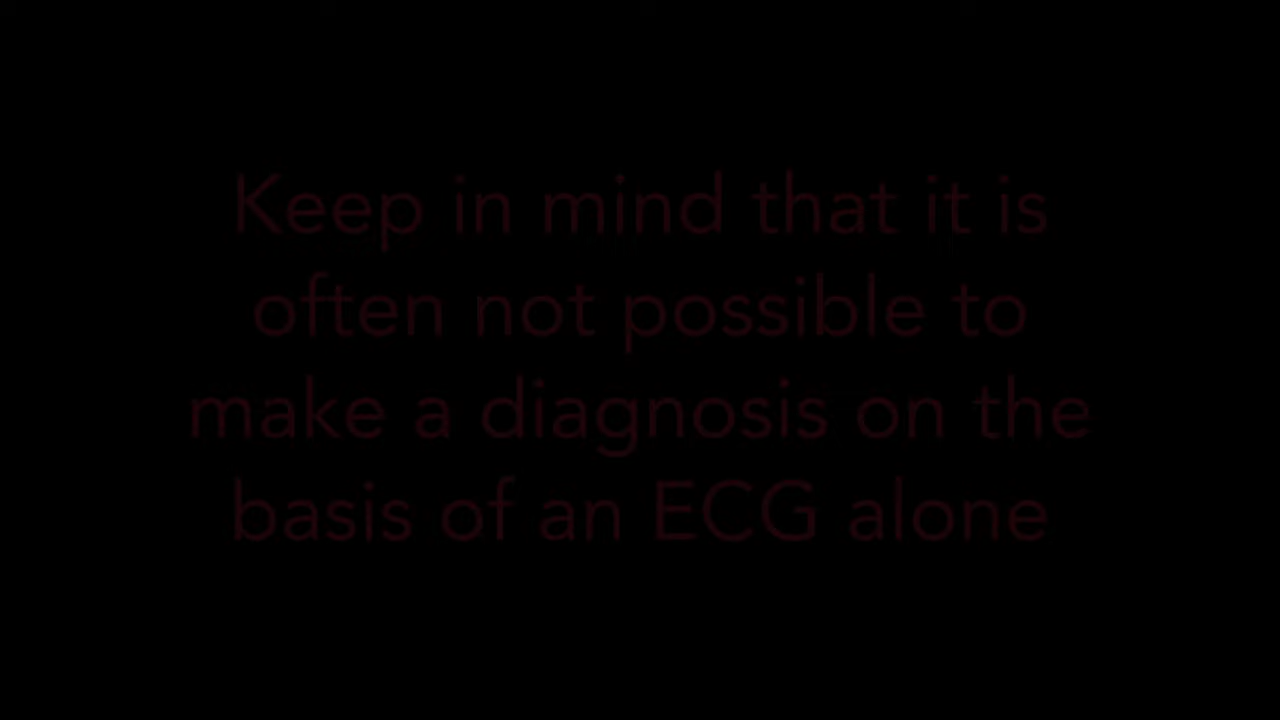 Keep in mind that it is
often not possible to
make a diagnosis on the
basis of an ECG alone